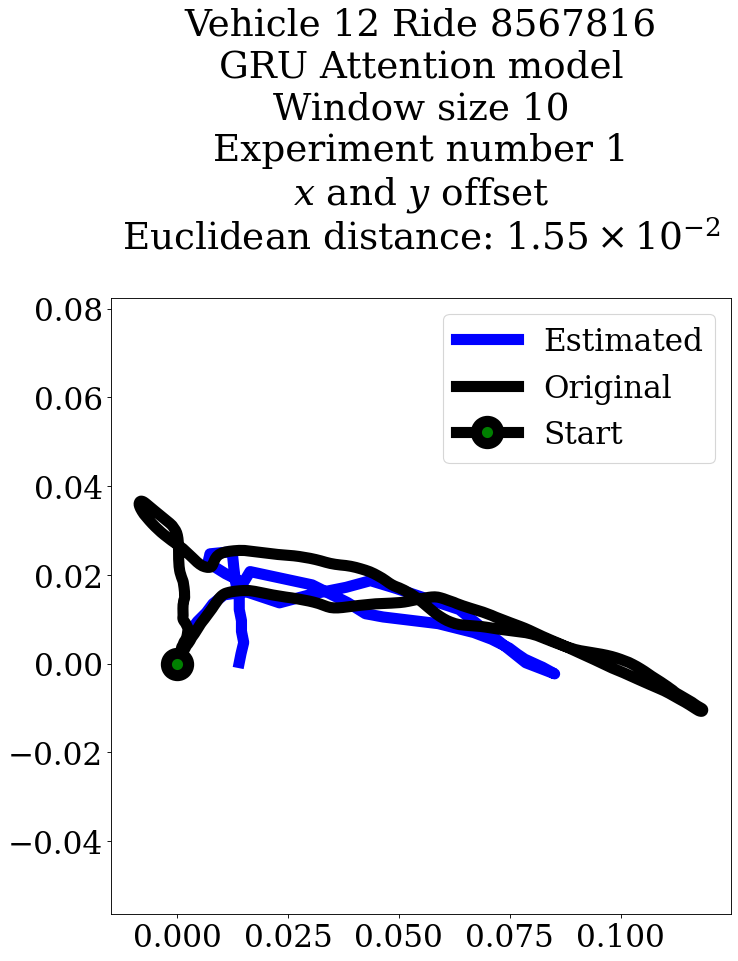 Vehicle 12 Ride 8567816
GRU Attention model
Window size 10
Experiment number 1
x and y offset
Euclidean distance: 1.55 × 10⁻²
0.08
0.06
0.04
0.02
0.00
−0.02
−0.04
Estimated
Original
Start
0.000 0.025 0.050 0.075 0.100